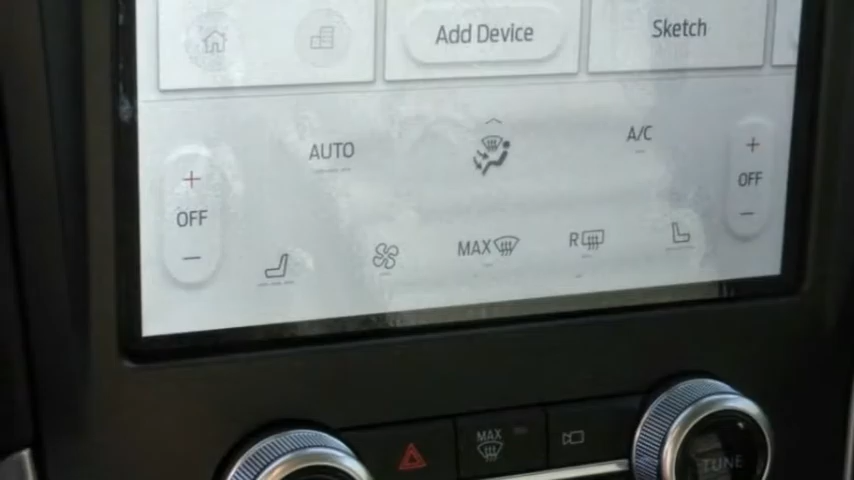 Add Device
Sketch
AUTO
A/C
+
OFF
−
+
OFF
−
MAX
R
MAX
TUNE